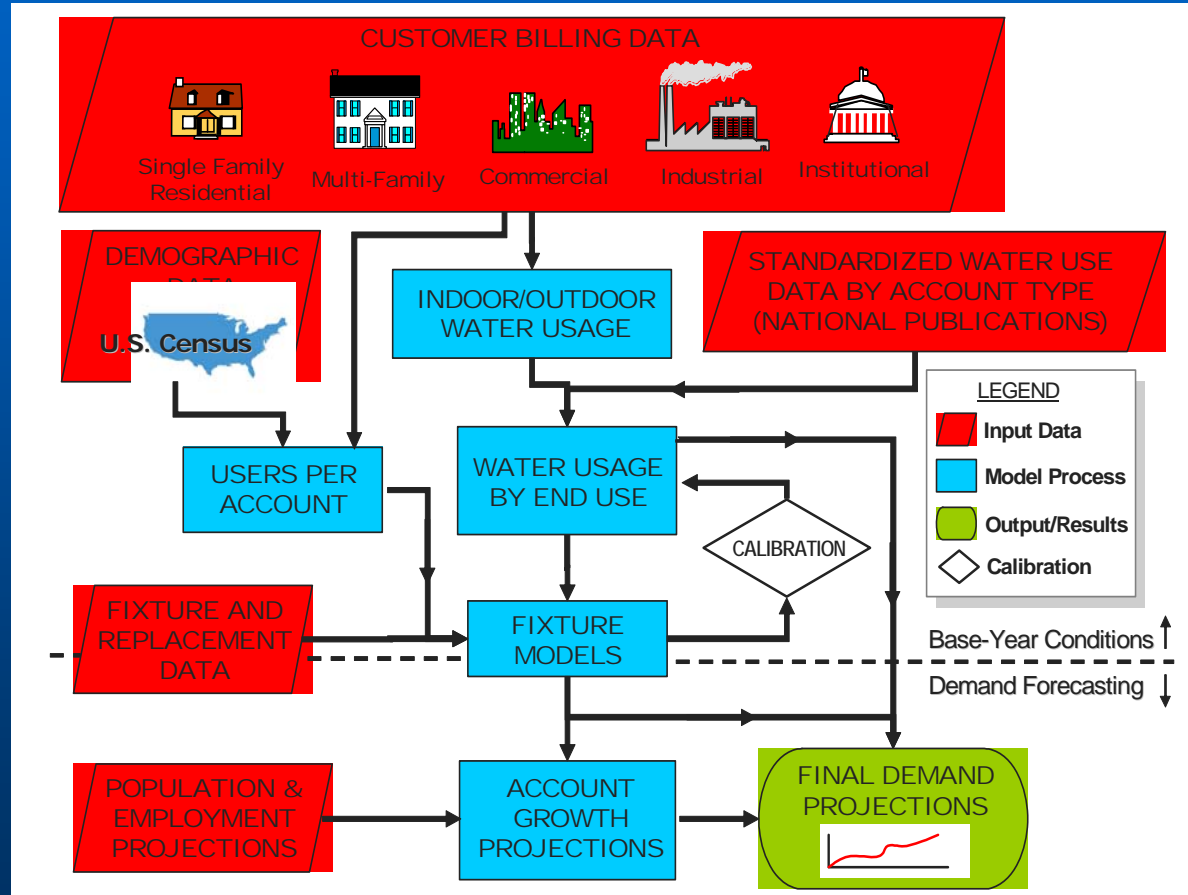 CUSTOMER BILLING DATA
Single Family
Residential
Multi-Family
Commercial
Industrial
Institutional
DEMOGRAPHIC
DATA
U.S. Census
INDOOR/OUTDOOR
WATER USAGE
STANDARDIZED WATER USE
DATA BY ACCOUNT TYPE
(NATIONAL PUBLICATIONS)
LEGEND
Input Data
Model Process
Output/Results
Calibration
USERS PER
ACCOUNT
WATER USAGE
BY END USE
CALIBRATION
FIXTURE AND
REPLACEMENT
DATA
FIXTURE
MODELS
Base-Year Conditions
Demand Forecasting
POPULATION &
EMPLOYMENT
PROJECTIONS
ACCOUNT
GROWTH
PROJECTIONS
FINAL DEMAND
PROJECTIONS